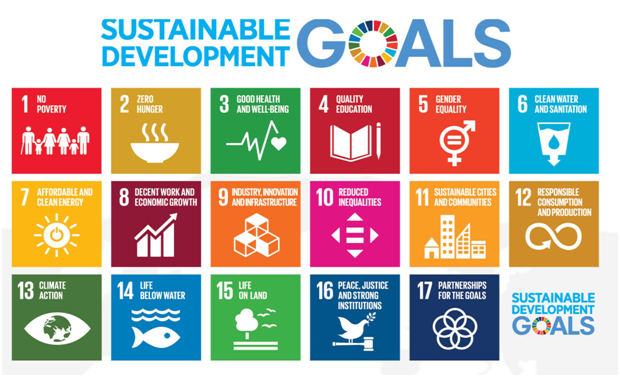 SUSTAINABLE
DEVELOPMENT GOALS
1 NO
POVERTY
2 ZERO
HUNGER
3 GOOD HEALTH
AND WELL-BEING
4 QUALITY
EDUCATION
5 GENDER
EQUALITY
6 CLEAN WATER
AND SANITATION
7 AFFORDABLE AND
CLEAN ENERGY
8 DECENT WORK AND
ECONOMIC GROWTH
9 INDUSTRY, INNOVATION
AND INFRASTRUCTURE
10 REDUCED
INEQUALITIES
11 SUSTAINABLE CITIES
AND COMMUNITIES
12 RESPONSIBLE
CONSUMPTION
AND PRODUCTION
13 CLIMATE
ACTION
14 LIFE
BELOW WATER
15 LIFE
ON LAND
16 PEACE, JUSTICE
AND STRONG
INSTITUTIONS
17 PARTNERSHIPS
FOR THE GOALS
SUSTAINABLE
DEVELOPMENT
GOALS